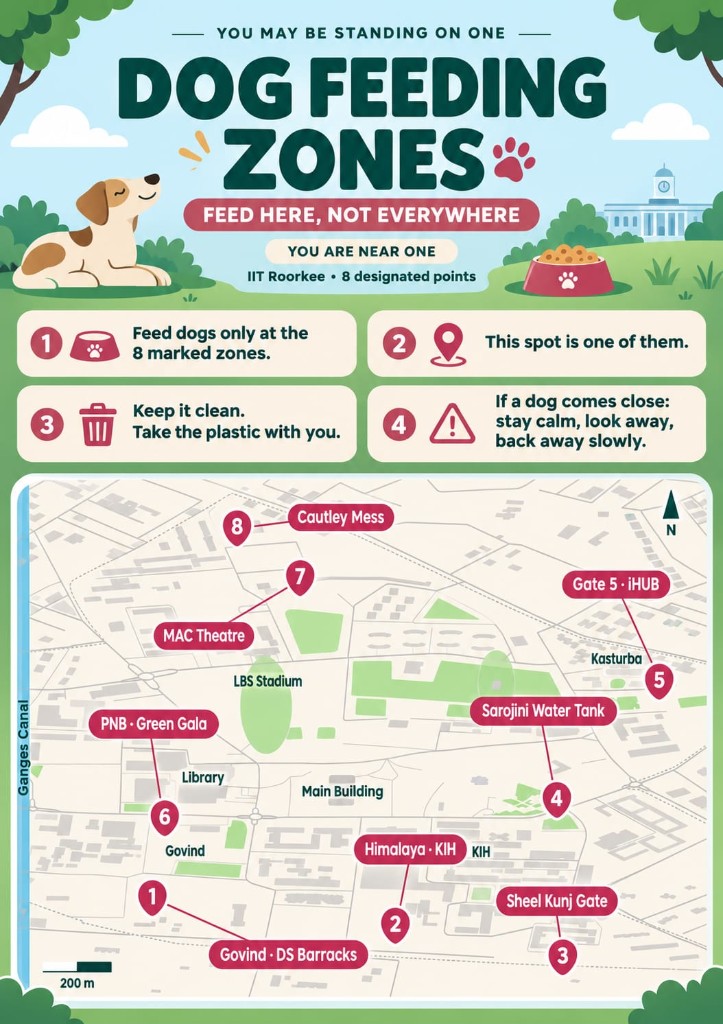 YOU MAY BE STANDING ON ONE
DOG FEEDING
ZONES
FEED HERE, NOT EVERYWHERE
YOU ARE NEAR ONE
IIT Roorkee • 8 designated points
1
Feed dogs only at the
8 marked zones.
2
This spot is one of them.
3
Keep it clean.
Take the plastic with you.
4
If a dog comes close:
stay calm, look away,
back away slowly.
N
8
Cautley Mess
7
MAC Theatre
Gate 5 · iHUB
Kasturba
5
LBS Stadium
Sarojini Water Tank
4
PNB · Green Gala
Ganges Canal
Library
Main Building
6
Govind
Himalaya · KIH
KIH
1
2
Sheel Kunj Gate
3
Govind · DS Barracks
200 m